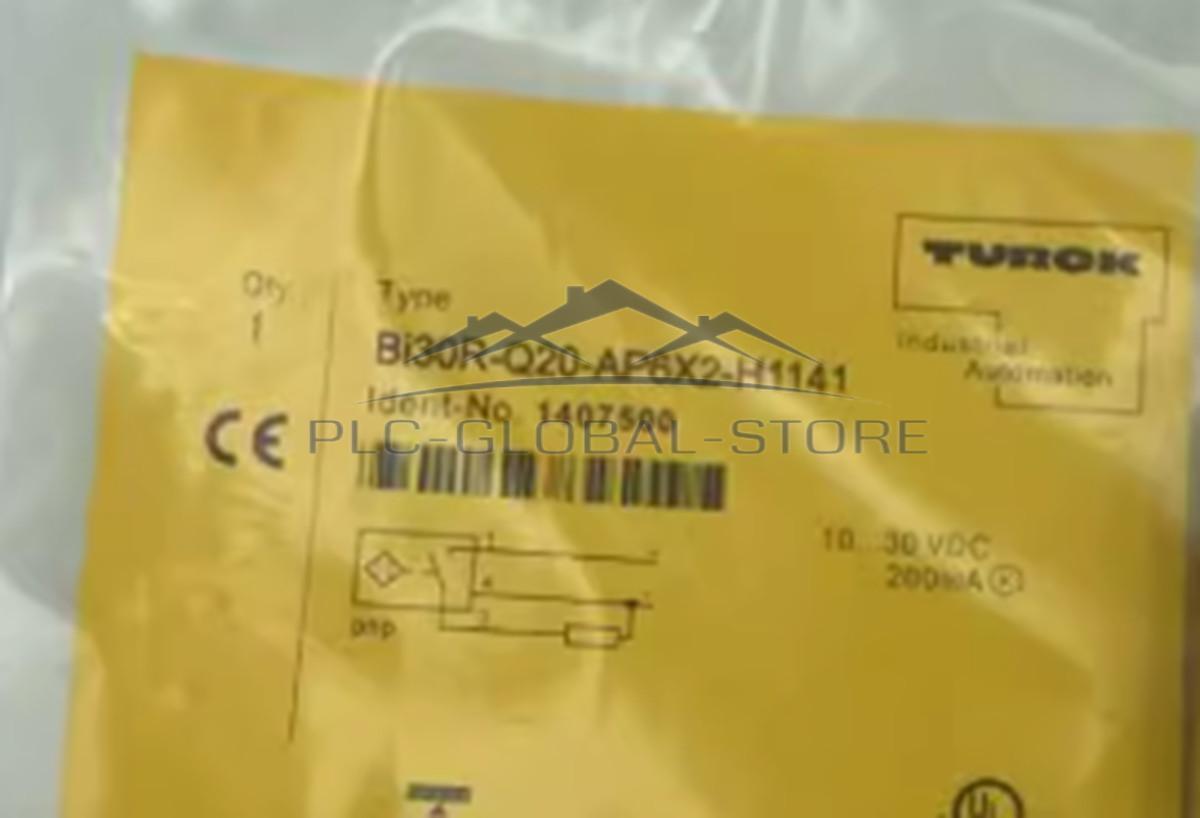 TURCK
Industrial
Automation
Qty
1
Type
Bi30R-Q20-AP6X2-H1141
Ident-No. 1407500
CE
PLC-GLOBAL-STORE
10...30 VDC
200mA K
pnp
UL